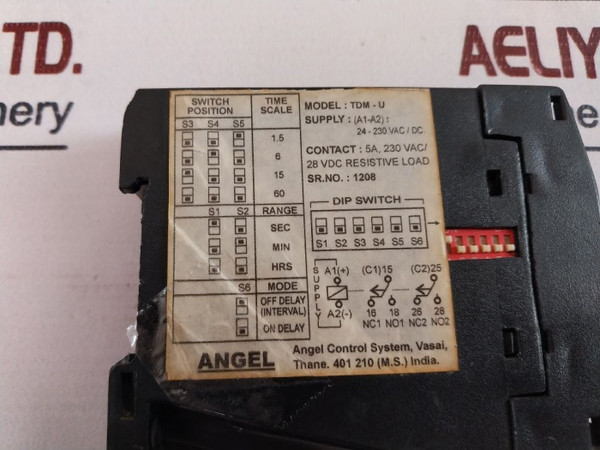 LTD.
AELIY
nery
Ma
SWITCH POSITION
TIME SCALE
S3 S4 S5
1.5
6
15
60
S1 S2 RANGE
SEC
MIN
HRS
S6 MODE
OFF DELAY (INTERVAL)
ON DELAY
MODEL : TDM - U
SUPPLY : (A1-A2) :
24 - 230 VAC / DC
CONTACT : 5A, 230 VAC/
28 VDC RESISTIVE LOAD
SR.NO. : 1208
DIP SWITCH
S1 S2 S3 S4 S5 S6
SUPPLY
A1(+) (C1)15 (C2)25
A2(-) 16 18 26 28
NC1 NO1 NC2 NO2
ANGEL
Angel Control System, Vasai,
Thane. 401 210 (M.S.) India.